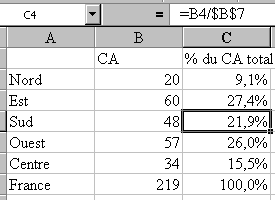 C4 = =B4/$B$7
A B C
CA % du CA total
Nord 20 9,1%
Est 60 27,4%
Sud 48 21,9%
Ouest 57 26,0%
Centre 34 15,5%
France 219 100,0%